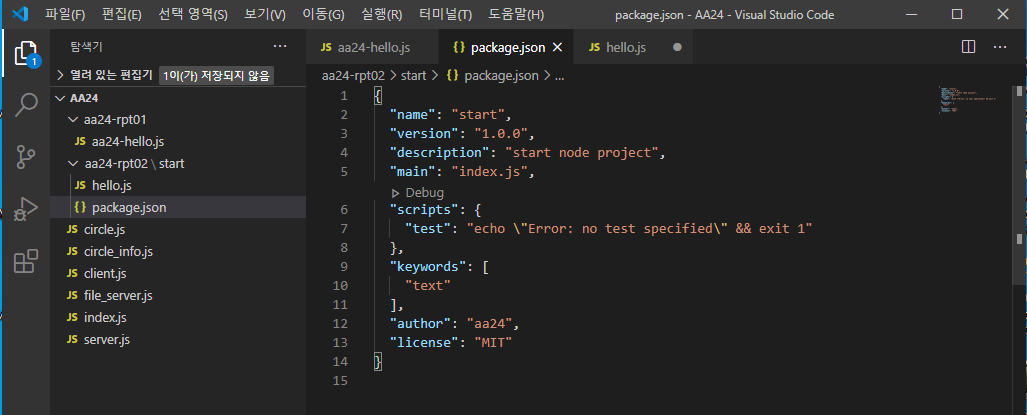 파일(F) 편집(E) 선택 영역(S) 보기(V) 이동(G) 실행(R) 터미널(T) 도움말(H) package.json - AA24 - Visual Studio Code
탐색기 ···
JS aa24-hello.js {} package.json JS hello.js
1
열려 있는 편집기 1이(가) 저장되지 않음
aa24-rpt02 > start > {} package.json > ...
AA24
aa24-rpt01
JS aa24-hello.js
aa24-rpt02 \ start
JS hello.js
{} package.json
JS circle.js
JS circle_info.js
JS client.js
JS file_server.js
JS index.js
JS server.js
1 {
2 "name": "start",
3 "version": "1.0.0",
4 "description": "start node project",
5 "main": "index.js",
Debug
6 "scripts": {
7 "test": "echo \"Error: no test specified\" && exit 1"
8 },
9 "keywords": [
10 "text"
11 ],
12 "author": "aa24",
13 "license": "MIT"
14 }
15